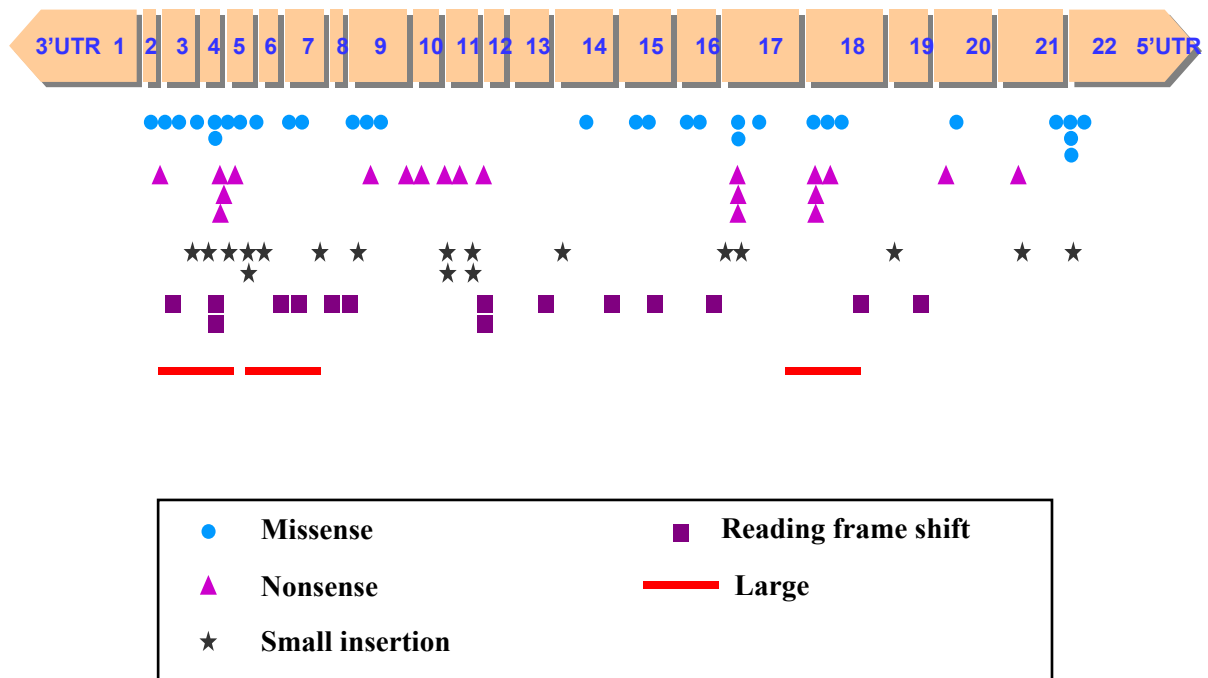 3’UTR 1 2 3 4 5 6 7 8 9 10 11 12 13 14 15 16 17 18 19 20 21 22 5’UTR
Missense
Reading frame shift
Nonsense
Large
Small insertion